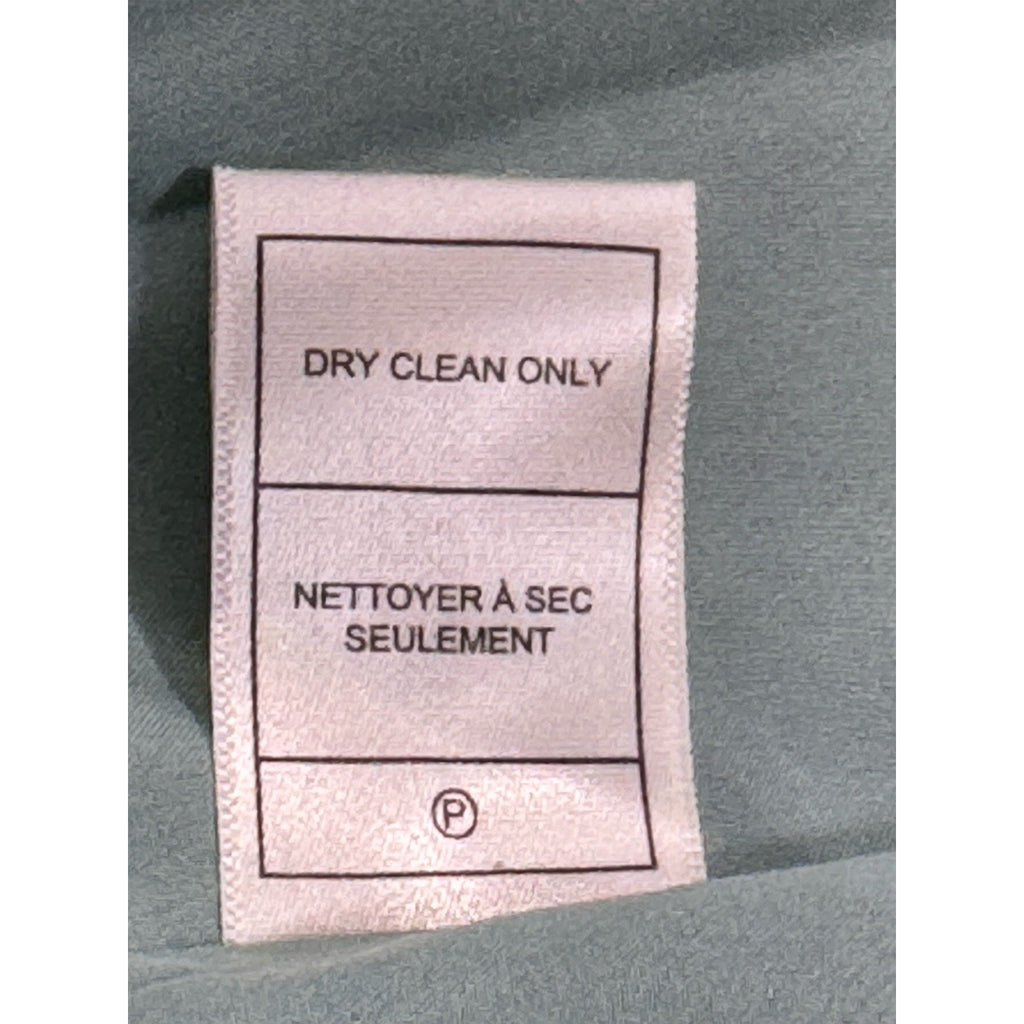 DRY CLEAN ONLY
NETTOYER À SEC
SEULEMENT
P